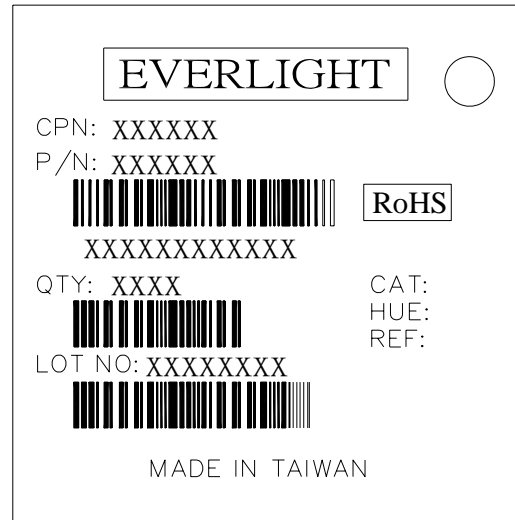 EVERLIGHT
CPN: XXXXXX
P/N: XXXXXX
RoHS
XXXXXXXXXXXX
QTY: XXXX
CAT:
HUE:
REF:
LOT NO: XXXXXXXX
MADE IN TAIWAN